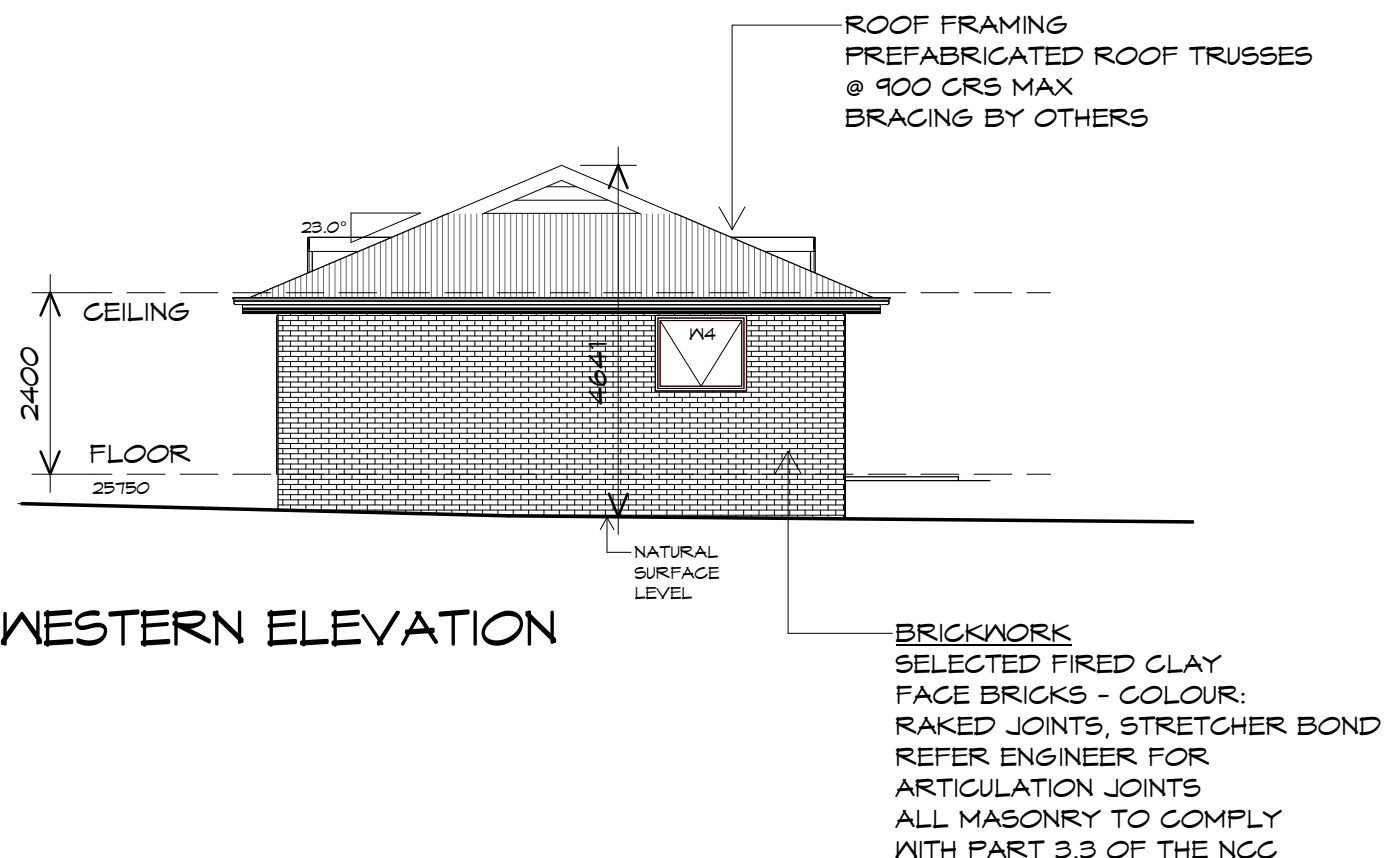 ROOF FRAMING
PREFABRICATED ROOF TRUSSES
@ 900 CRS MAX
BRACING BY OTHERS
23.0°
CEILING
W4
2400
4641
FLOOR
25750
NATURAL
SURFACE
LEVEL
WESTERN ELEVATION
BRICKWORK
SELECTED FIRED CLAY
FACE BRICKS - COLOUR:
RAKED JOINTS, STRETCHER BOND
REFER ENGINEER FOR
ARTICULATION JOINTS
ALL MASONRY TO COMPLY
WITH PART 3.3 OF THE NCC